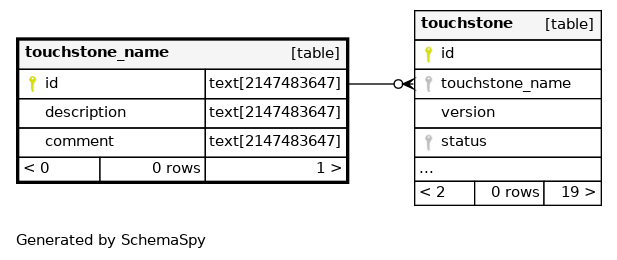 touchstone_name [table]
id text[2147483647]
description text[2147483647]
comment text[2147483647]
< 0 0 rows 1 >
touchstone [table]
id
touchstone_name
version
status
...
< 2 0 rows 19 >
Generated by SchemaSpy